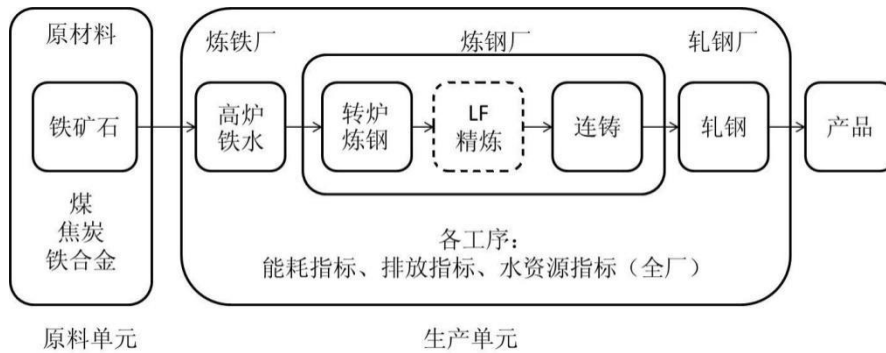 原材料
炼铁厂
炼钢厂
轧钢厂
铁矿石
高炉
铁水
转炉
炼钢
LF
精炼
连铸
轧钢
产品
煤
焦炭
铁合金
各工序：
能耗指标、排放指标、水资源指标（全厂）
原料单元
生产单元